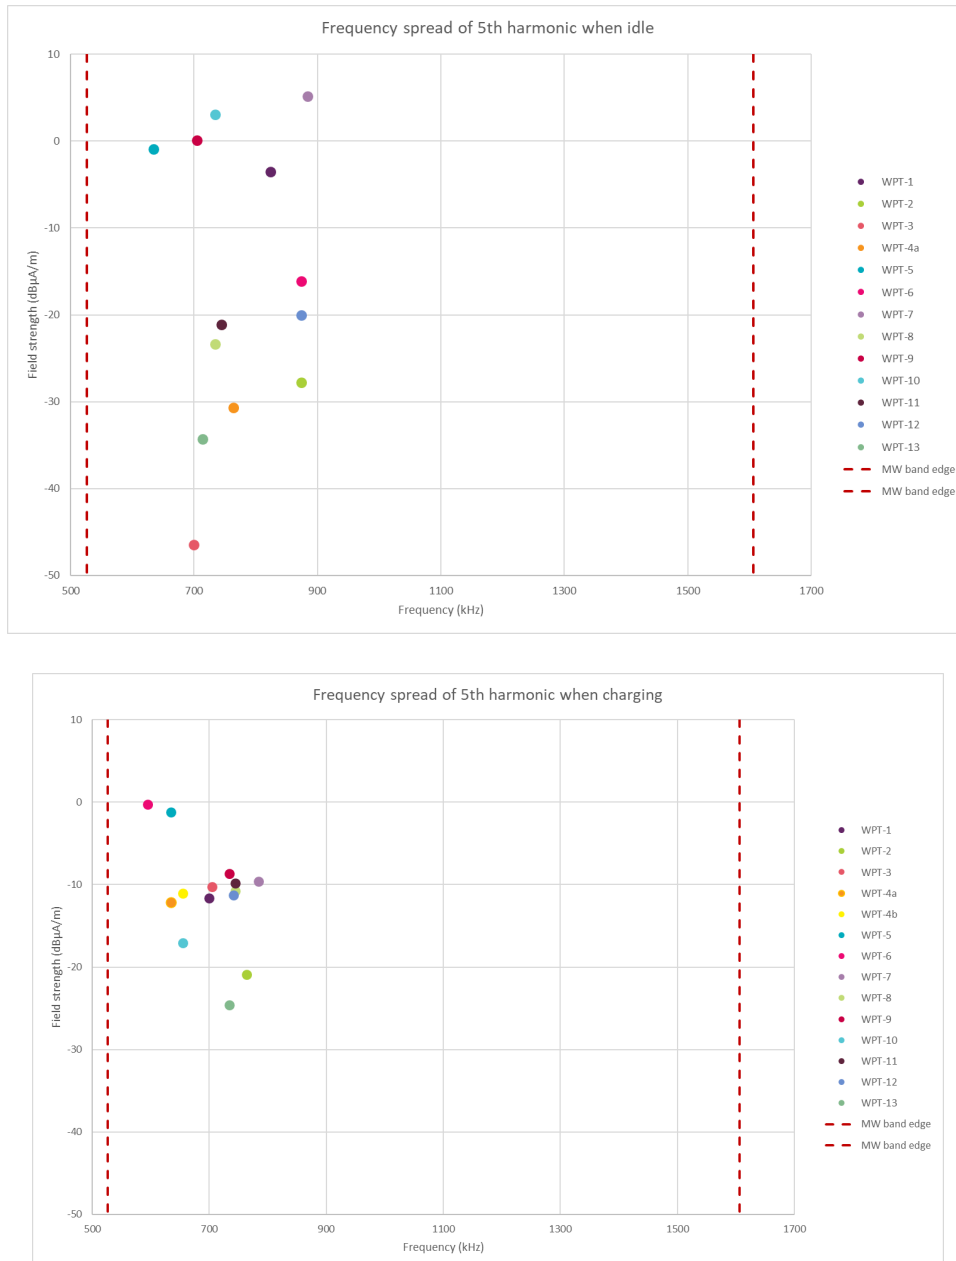 Frequency spread of 5th harmonic when idle
10
0
-10
-20
-30
-40
-50
Field strength (dBµA/m)
500
700
900
1100
1300
1500
1700
Frequency (kHz)
WPT-1
WPT-2
WPT-3
WPT-4a
WPT-5
WPT-6
WPT-7
WPT-8
WPT-9
WPT-10
WPT-11
WPT-12
WPT-13
MW band edge
MW band edge
Frequency spread of 5th harmonic when charging
10
0
-10
-20
-30
-40
-50
Field strength (dBµA/m)
500
700
900
1100
1300
1500
1700
Frequency (kHz)
WPT-1
WPT-2
WPT-3
WPT-4a
WPT-4b
WPT-5
WPT-6
WPT-7
WPT-8
WPT-9
WPT-10
WPT-11
WPT-12
WPT-13
MW band edge
MW band edge